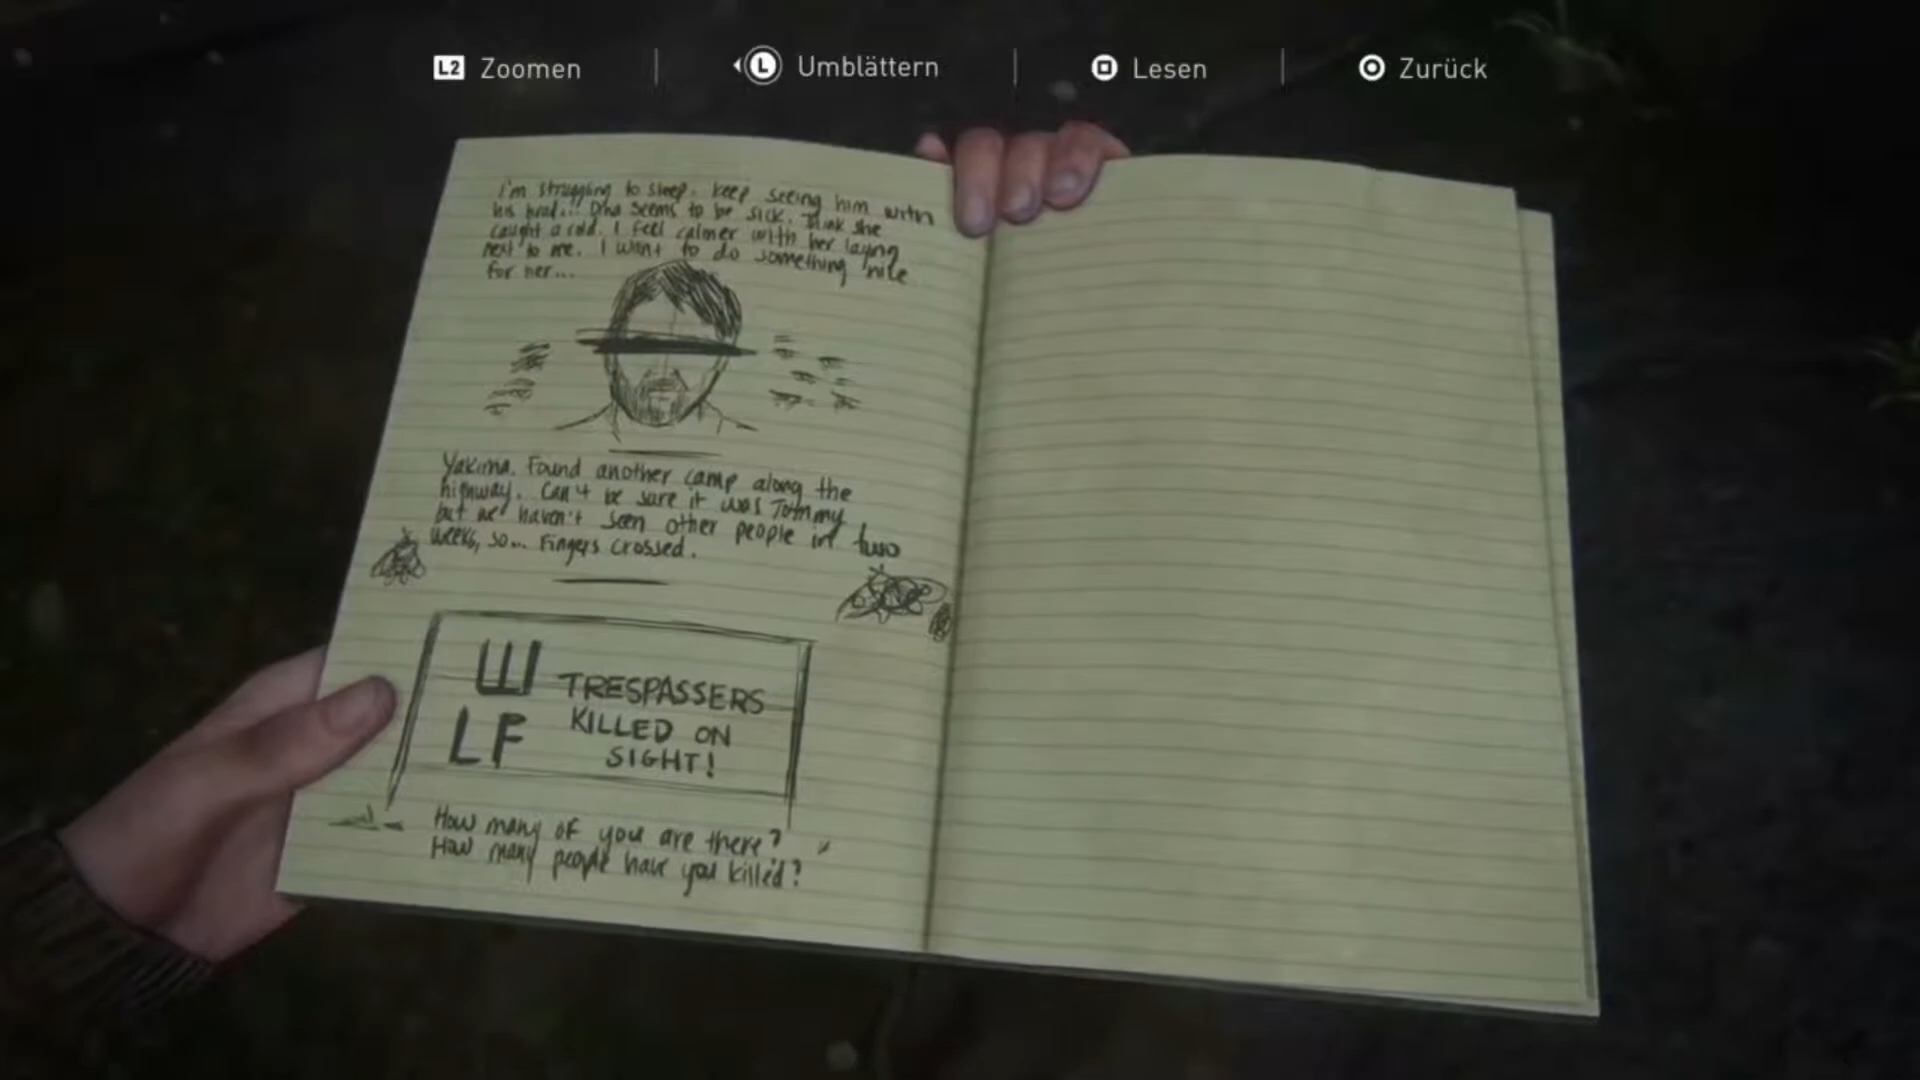 L2 Zoomen
L Umblättern
Lesen
Zurück
I'm struggling to sleep. Keep seeing him with
his head... Dina seems to be sick. Think she
caught a cold. I feel calmer with her laying
next to me. I want to do something nice
for her...
Yakima. Found another camp along the
highway. Can't be sure it was Tommy
but we haven't seen other people in two
weeks, so... Fingers crossed.
W
LF
TRESPASSERS
KILLED ON
SIGHT!
How many of you are there?
How many people have you killed?